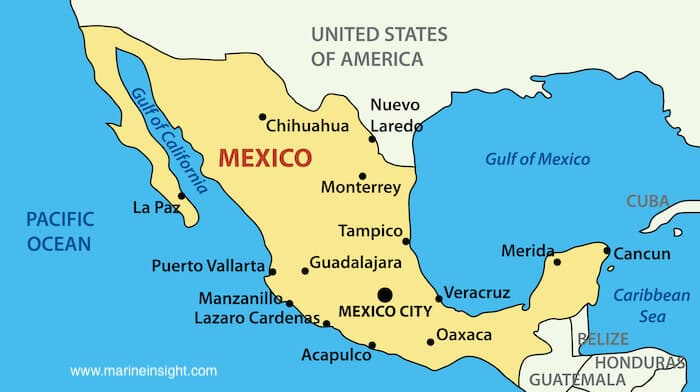 UNITED STATES
OF AMERICA
Gulf of California
Nuevo
Laredo
Chihuahua
MEXICO
Gulf of Mexico
Monterrey
CUBA
La Paz
PACIFIC
OCEAN
Tampico
Merida
Cancun
Puerto Vallarta
Guadalajara
Manzanillo
Veracruz
Caribbean
Sea
MEXICO CITY
Lazaro Cardenas
Oaxaca
BELIZE
Acapulco
HONDURAS
GUATEMALA
www.marineinsight.com